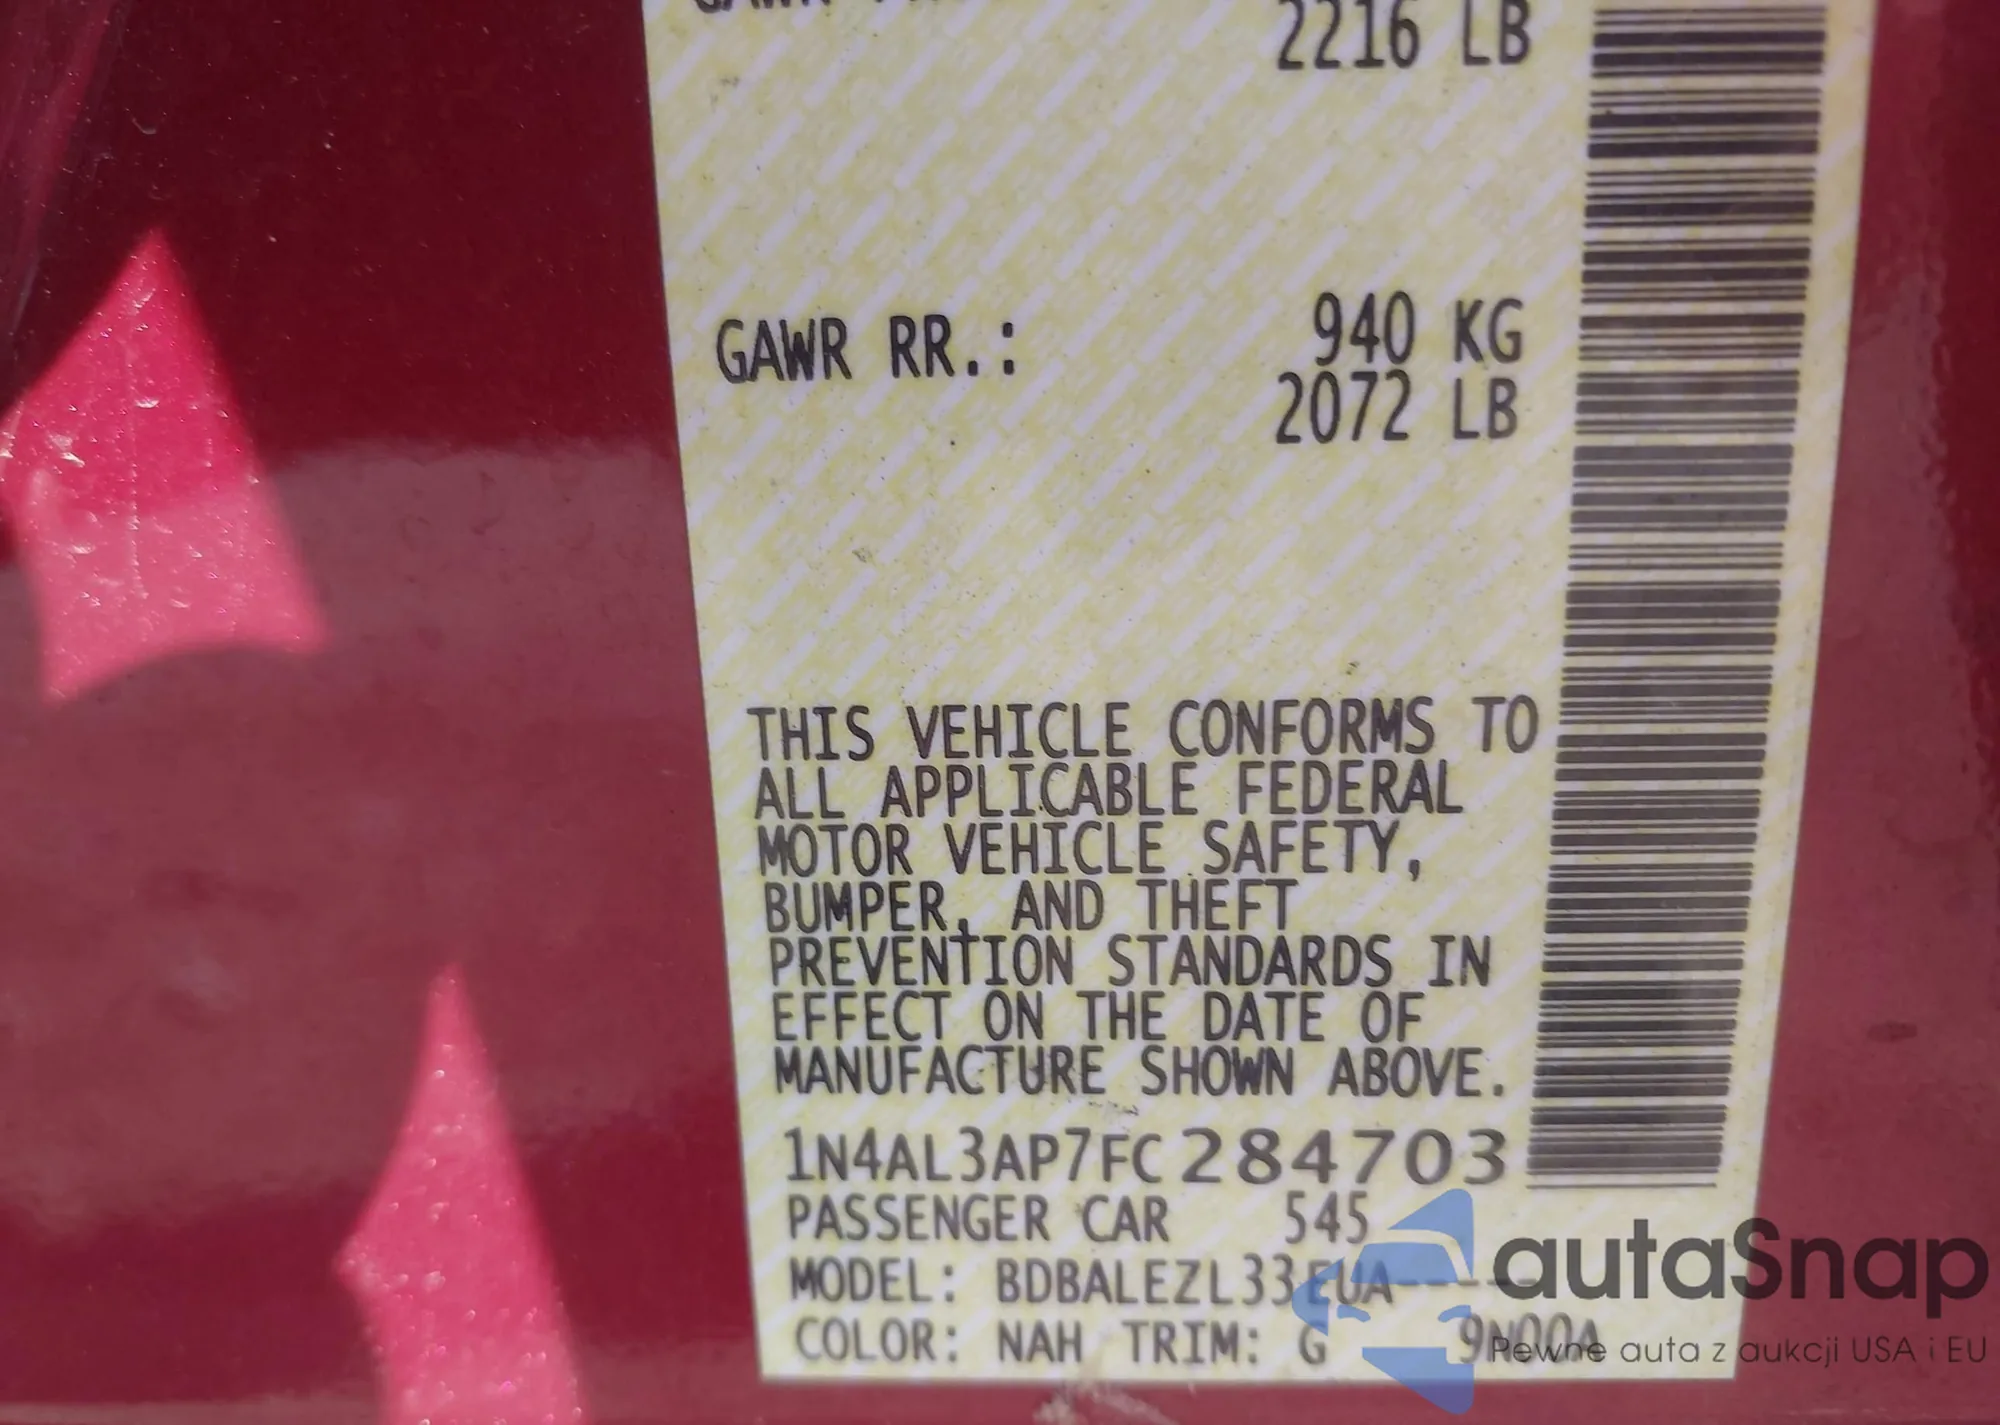 2216 LB
GAWR RR.: 940 KG
2072 LB
THIS VEHICLE CONFORMS TO
ALL APPLICABLE FEDERAL
MOTOR VEHICLE SAFETY,
BUMPER, AND THEFT
PREVENTION STANDARDS IN
EFFECT ON THE DATE OF
MANUFACTURE SHOWN ABOVE.
1N4AL3AP7FC284703
PASSENGER CAR 545
MODEL: BDBALEZL33EUA-----
COLOR: NAH TRIM: G 9N00A
autaSnap
Pewne auta z aukcji USA i EU